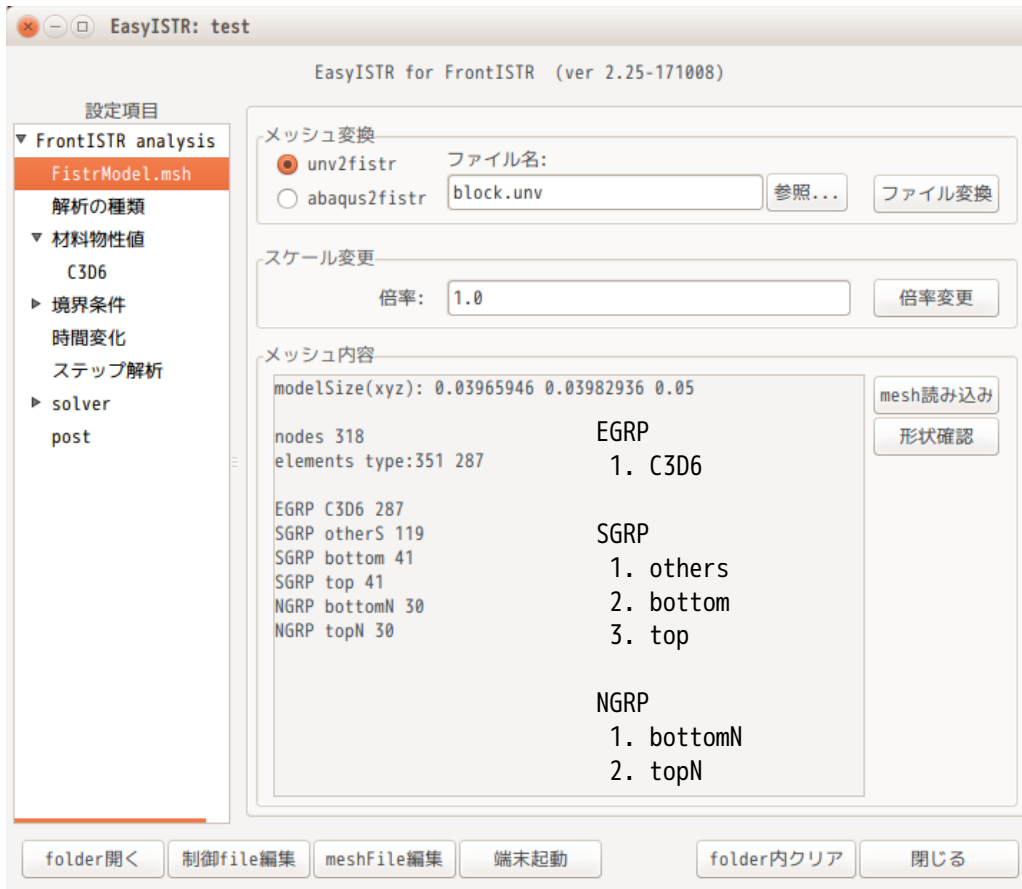 EasyISTR: test
EasyISTR for FrontISTR (ver 2.25-171008)
設定項目
FrontISTR analysis
FistrModel.msh
解析の種類
材料物性値
C3D6
境界条件
時間変化
ステップ解析
solver
post
メッシュ変換
unv2fistr
abaqus2fistr
ファイル名:
block.unv
参照...
ファイル変換
スケール変更
倍率:
1.0
倍率変更
メッシュ内容
modelSize(xyz): 0.03965946 0.03982936 0.05
nodes 318
elements type:351 287
EGRP C3D6 287
SGRP otherS 119
SGRP bottom 41
SGRP top 41
NGRP bottomN 30
NGRP topN 30
EGRP
1. C3D6
SGRP
1. others
2. bottom
3. top
NGRP
1. bottomN
2. topN
mesh読み込み
形状確認
folder開く
制御file編集
meshFile編集
端末起動
folder内クリア
閉じる